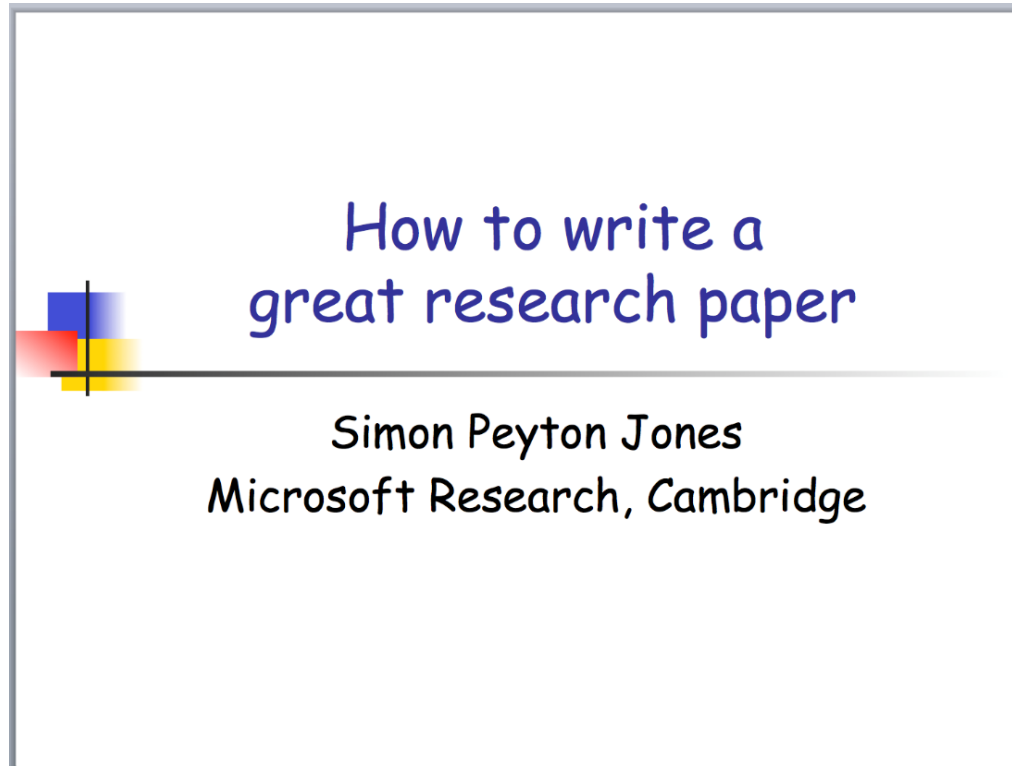 How to write a
great research paper
Simon Peyton Jones
Microsoft Research, Cambridge